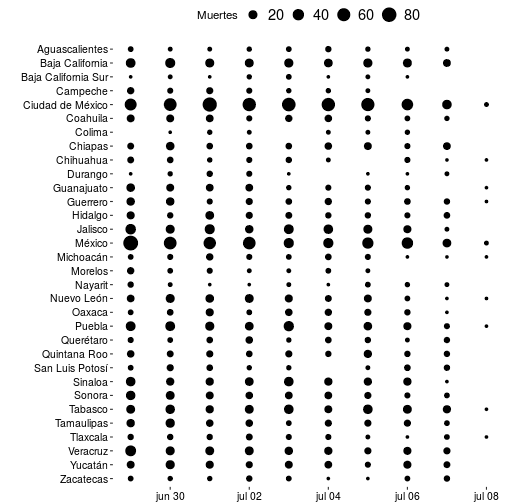 Muertes 20 40 60 80
Aguascalientes
Baja California
Baja California Sur
Campeche
Ciudad de México
Coahuila
Colima
Chiapas
Chihuahua
Durango
Guanajuato
Guerrero
Hidalgo
Jalisco
México
Michoacán
Morelos
Nayarit
Nuevo León
Oaxaca
Puebla
Querétaro
Quintana Roo
San Luis Potosí
Sinaloa
Sonora
Tabasco
Tamaulipas
Tlaxcala
Veracruz
Yucatán
Zacatecas
jun 30 jul 02 jul 04 jul 06 jul 08